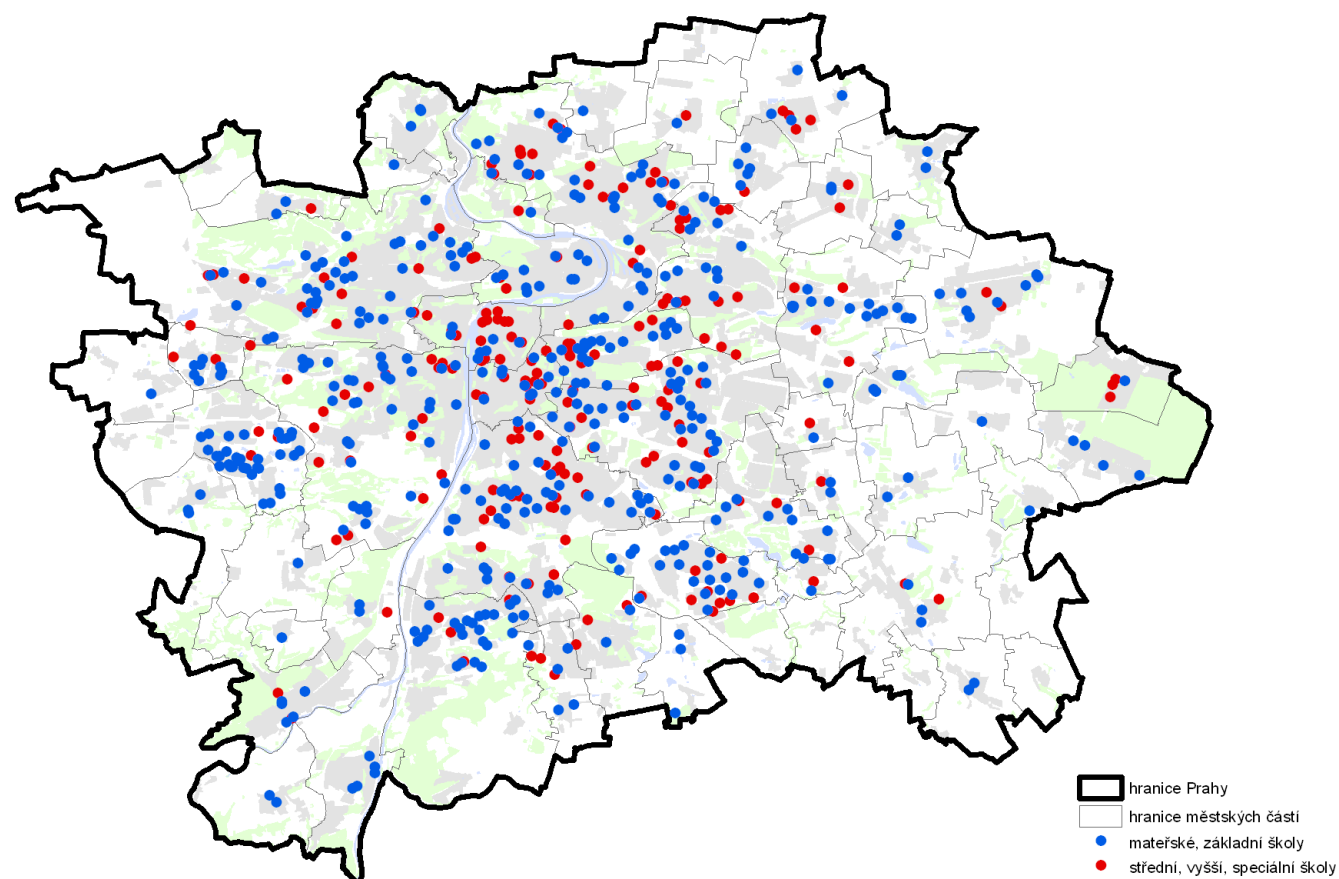 hranice Prahy
hranice městských částí
mateřské, základní školy
střední, vyšší, speciální školy